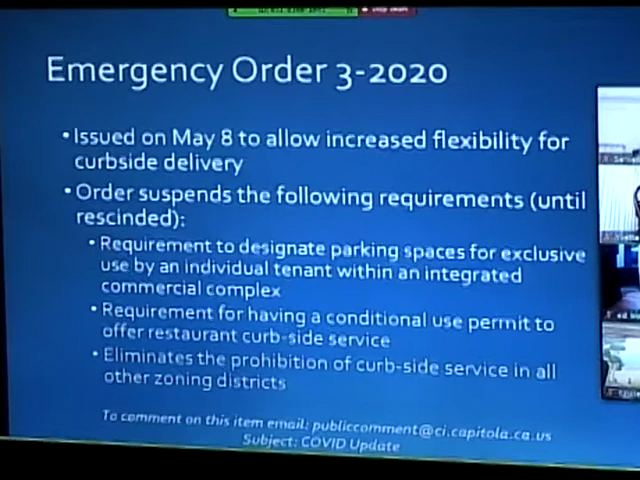 Emergency Order 3-2020
• Issued on May 8 to allow increased flexibility for
curbside delivery
• Order suspends the following requirements (until
rescinded):
• Requirement to designate parking spaces for exclusive
use by an individual tenant within an integrated
commercial complex
• Requirement for having a conditional use permit to
offer restaurant curb-side service
• Eliminates the prohibition of curb-side service in all
other zoning districts
To comment on this item email: publiccomment@ci.capitola.ca.us
Subject: COVID Update